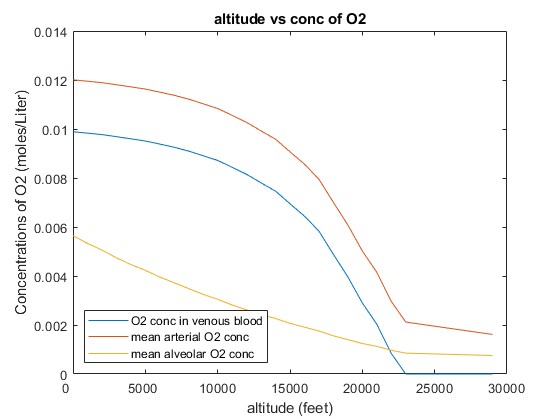 altitude vs conc of O2
0.014
0.012
0.01
0.008
0.006
0.004
0.002
0
Concentrations of O2 (moles/Liter)
O2 conc in venous blood
mean arterial O2 conc
mean alveolar O2 conc
0 5000 10000 15000 20000 25000 30000
altitude (feet)